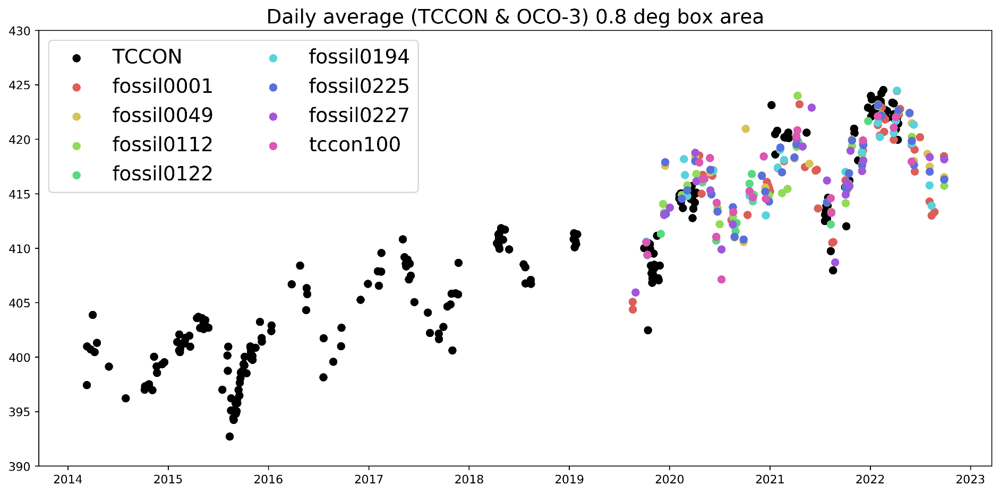 Daily average (TCCON & OCO-3) 0.8 deg box area
430
425
420
415
410
405
400
395
390
TCCON
fossil0001
fossil0049
fossil0112
fossil0122
fossil0194
fossil0225
fossil0227
tccon100
2014 2015 2016 2017 2018 2019 2020 2021 2022 2023